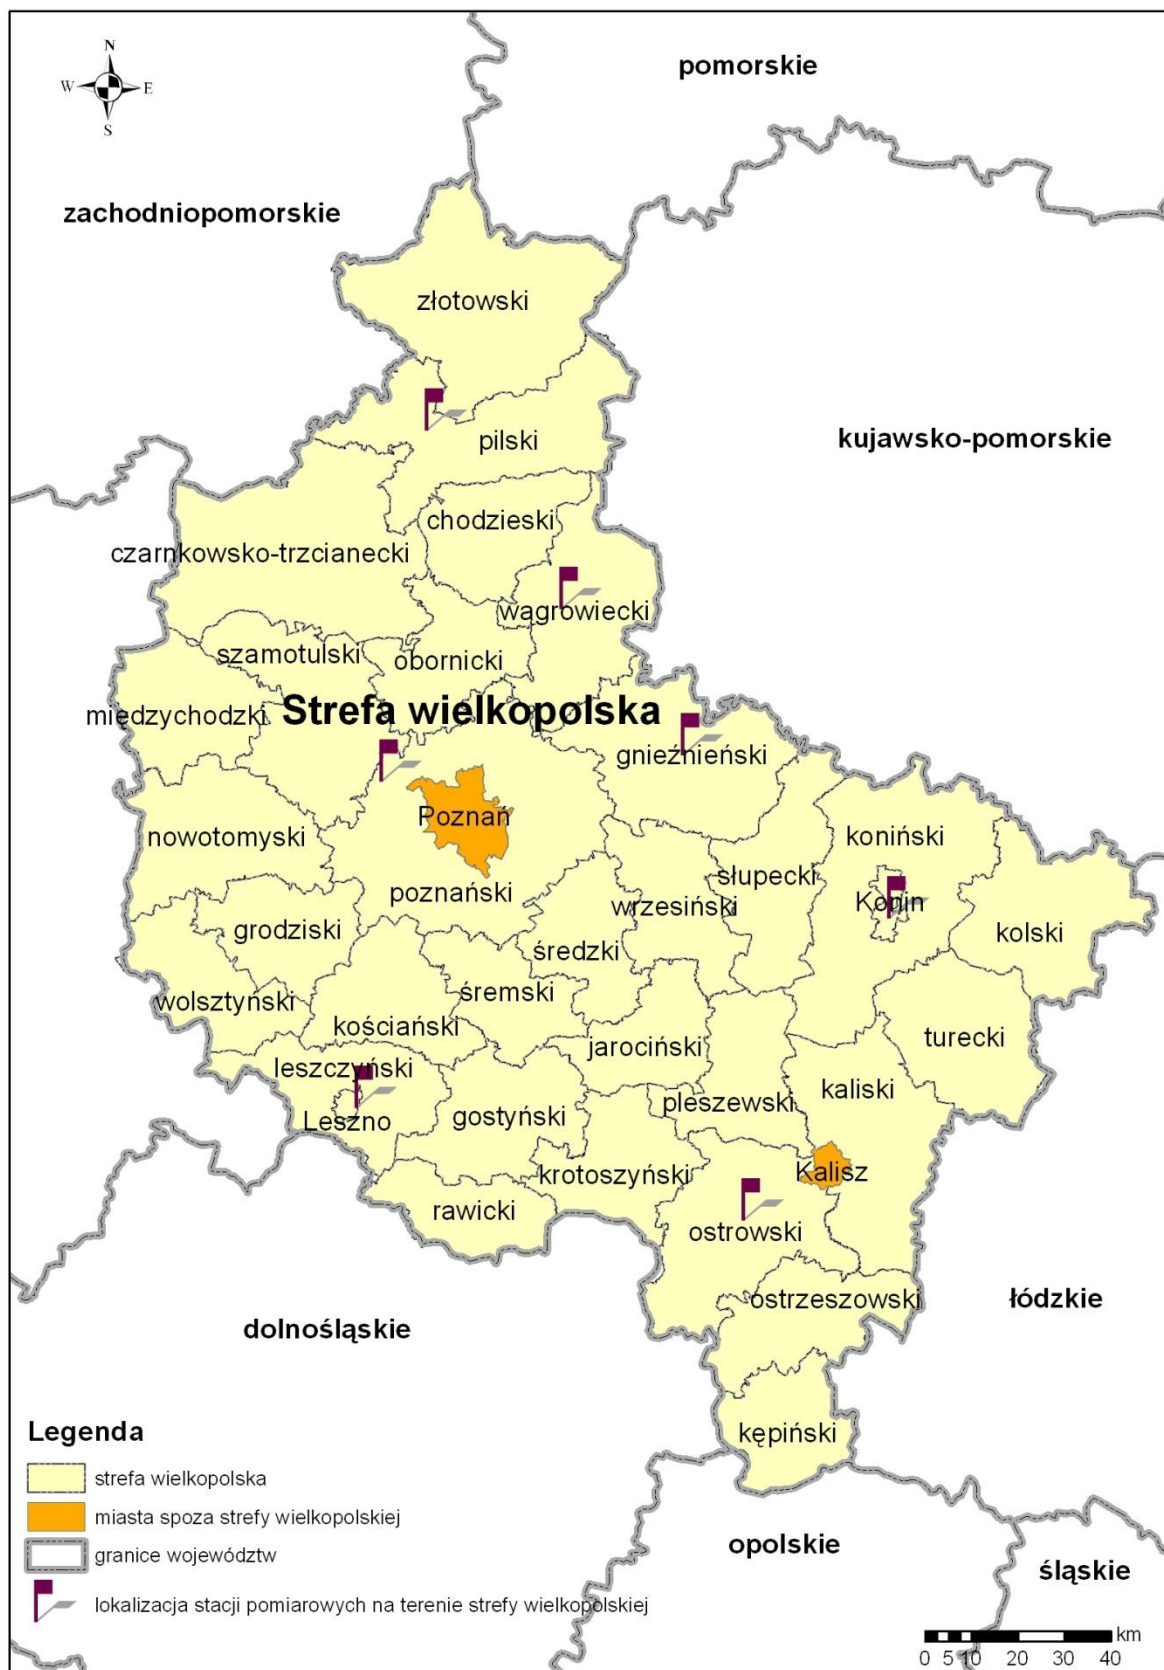 N
W E
S
pomorskie
zachodniopomorskie
złotowski
pilski
kujawsko-pomorskie
chodzieski
czarnkowsko-trzcianecki
wągrowiecki
szamotulski
obornicki
międzychodzki
Strefa wielkopolska
gnieźnieński
Poznań
nowotomyski
koniński
poznański
słupecki
wrzesiński
Konin
grodziski
średzki
kolski
śremski
wolsztyński
kościański
jarociński
turecki
leszczyński
kaliski
Leszno
gostyński
pleszewski
krotoszyński
Kalisz
rawicki
ostrowski
ostrzeszowski
łódzkie
dolnośląskie
kępiński
Legenda
strefa wielkopolska
miasta spoza strefy wielkopolskiej
granice województw
lokalizacja stacji pomiarowych na terenie strefy wielkopolskiej
opolskie
śląskie
km
0 5 10 20 30 40